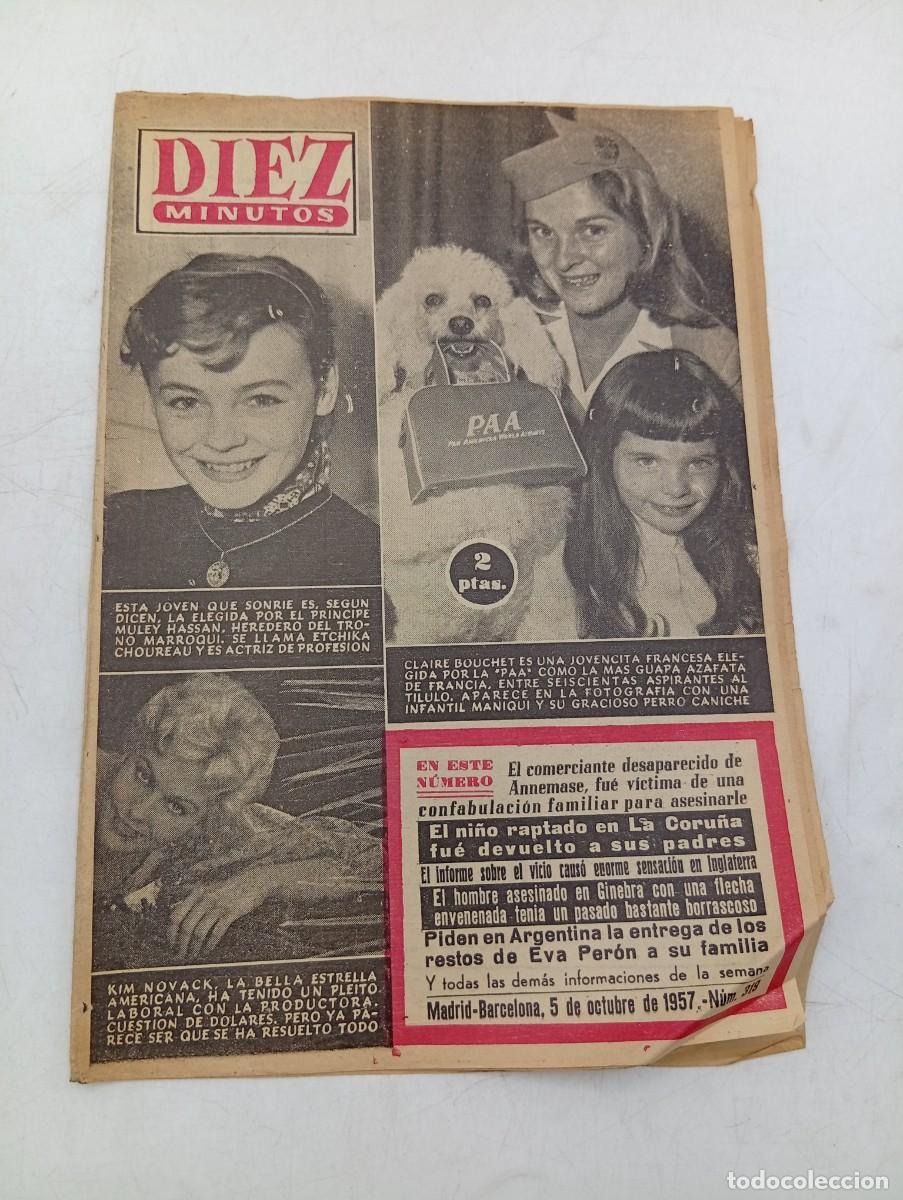 DIEZ
MINUTOS
PAA
PAN AMERICAN WORLD AIRWAYS
2
ptas.
ESTA JOVEN QUE SONRIE ES, SEGUN
DICEN, LA ELEGIDA POR EL PRINCIPE
MULEY HASSAN, HEREDERO DEL TRO-
NO MARROQUI. SE LLAMA ETCHIKA
CHOUREAU Y ES ACTRIZ DE PROFESION
CLAIRE BOUCHET ES UNA JOVENCITA FRANCESA ELE-
GIDA POR LA "PAA" COMO LA MAS GUAPA AZAFATA
DE FRANCIA, ENTRE SEISCIENTAS ASPIRANTES AL
TILULO. APARECE EN LA FOTOGRAFIA CON UNA
INFANTIL MANIQUI Y SU GRACIOSO PERRO CANICHE
KIM NOVACK, LA BELLA ESTRELLA
AMERICANA, HA TENIDO UN PLEITO
LABORAL CON LA PRODUCTORA.
CUESTION DE DOLARES. PERO YA PA-
RECE SER QUE SE HA RESUELTO TODO
EN ESTE
NÚMERO
El comerciante desaparecido de
Annemase, fué víctima de una
confabulación familiar para asesinarle
El niño raptado en La Coruña
fué devuelto a sus padres
El informe sobre el vicio causó enorme sensación en Inglaterra
El hombre asesinado en Ginebra con una flecha
envenenada tenia un pasado bastante borrascoso
Piden en Argentina la entrega de los
restos de Eva Perón a su familia
Y todas las demás informaciones de la semana
Madrid-Barcelona, 5 de octubre de 1957.-Núm. 319
todocoleccion